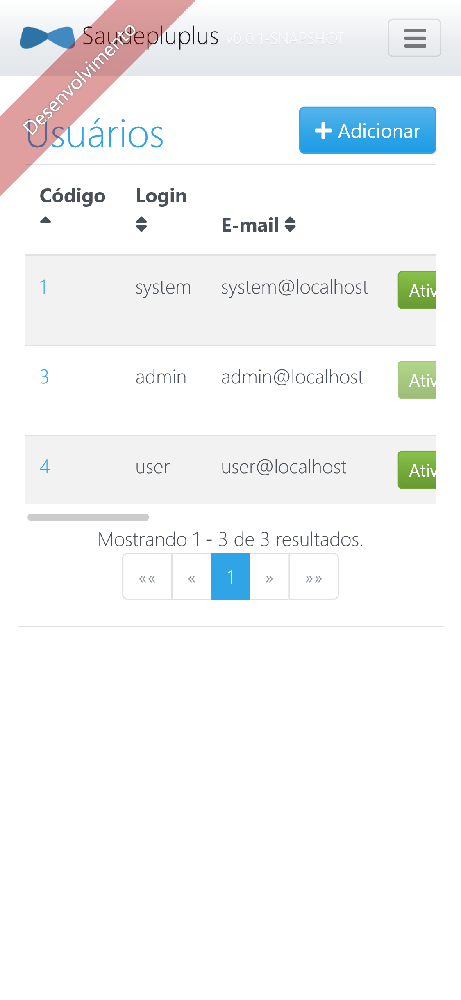 Saudepluplus v0.0.1-SNAPSHOT
Desenvolvimento
Usuários
Adicionar
Código Login E-mail
1 system system@localhost Ativ
3 admin admin@localhost Ativ
4 user user@localhost Ativ
Mostrando 1 - 3 de 3 resultados.
«« « 1 » »»